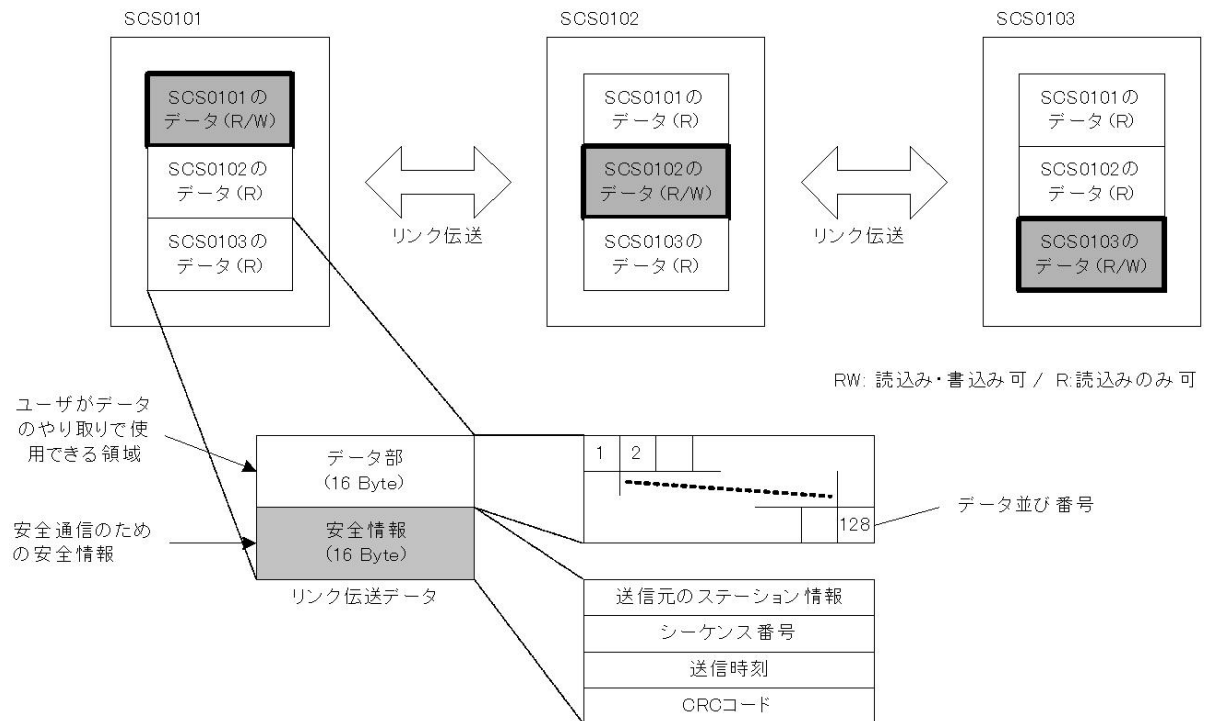 SCS0101
SCS0102
SCS0103
SCS0101の
データ(R/W)
SCS0102の
データ(R)
SCS0103の
データ(R)
リンク伝送
SCS0101の
データ(R)
SCS0102の
データ(R/W)
SCS0103の
データ(R)
リンク伝送
SCS0101の
データ(R)
SCS0102の
データ(R)
SCS0103の
データ(R/W)
RW: 読込み・書込み可 / R:読込みのみ可
ユーザがデータ
のやり取りで使
用できる領域
安全通信のため
の安全情報
データ部
(16 Byte)
安全情報
(16 Byte)
リンク伝送データ
1
2
128
データ並び番号
送信元のステーション情報
シーケンス番号
送信時刻
CRCコード